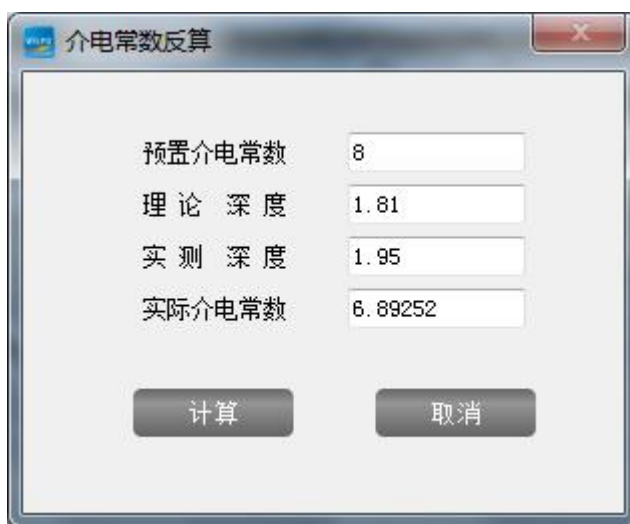 介电常数反算
预置介电常数 8
理论 深度 1.81
实测 深度 1.95
实际介电常数 6.89252
计算 取消